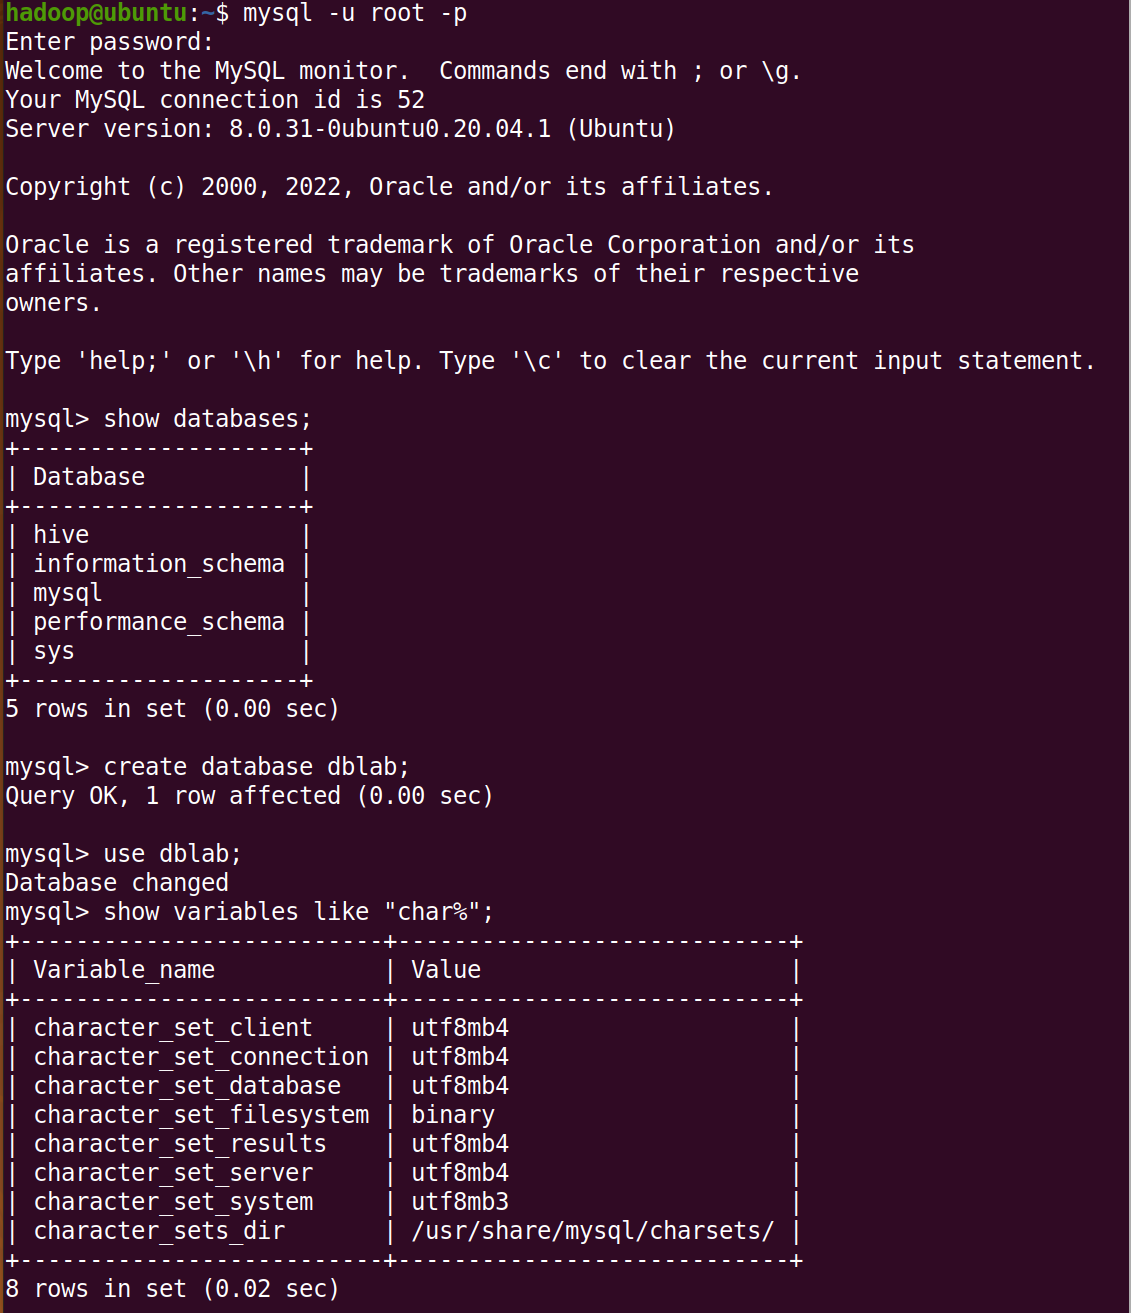 hadoop@ubuntu:~$ mysql -u root -p
Enter password:
Welcome to the MySQL monitor.  Commands end with ; or \g.
Your MySQL connection id is 52
Server version: 8.0.31-0ubuntu0.20.04.1 (Ubuntu)

Copyright (c) 2000, 2022, Oracle and/or its affiliates.

Oracle is a registered trademark of Oracle Corporation and/or its
affiliates. Other names may be trademarks of their respective
owners.

Type 'help;' or '\h' for help. Type '\c' to clear the current input statement.

mysql> show databases;
+--------------------+
| Database           |
+--------------------+
| hive               |
| information_schema |
| mysql              |
| performance_schema |
| sys                |
+--------------------+
5 rows in set (0.00 sec)

mysql> create database dblab;
Query OK, 1 row affected (0.00 sec)

mysql> use dblab;
Database changed
mysql> show variables like "char%";
+--------------------------+----------------------------+
| Variable_name            | Value                      |
+--------------------------+----------------------------+
| character_set_client     | utf8mb4                    |
| character_set_connection | utf8mb4                    |
| character_set_database   | utf8mb4                    |
| character_set_filesystem | binary                     |
| character_set_results    | utf8mb4                    |
| character_set_server     | utf8mb4                    |
| character_set_system     | utf8mb3                    |
| character_sets_dir       | /usr/share/mysql/charsets/ |
+--------------------------+----------------------------+
8 rows in set (0.02 sec)